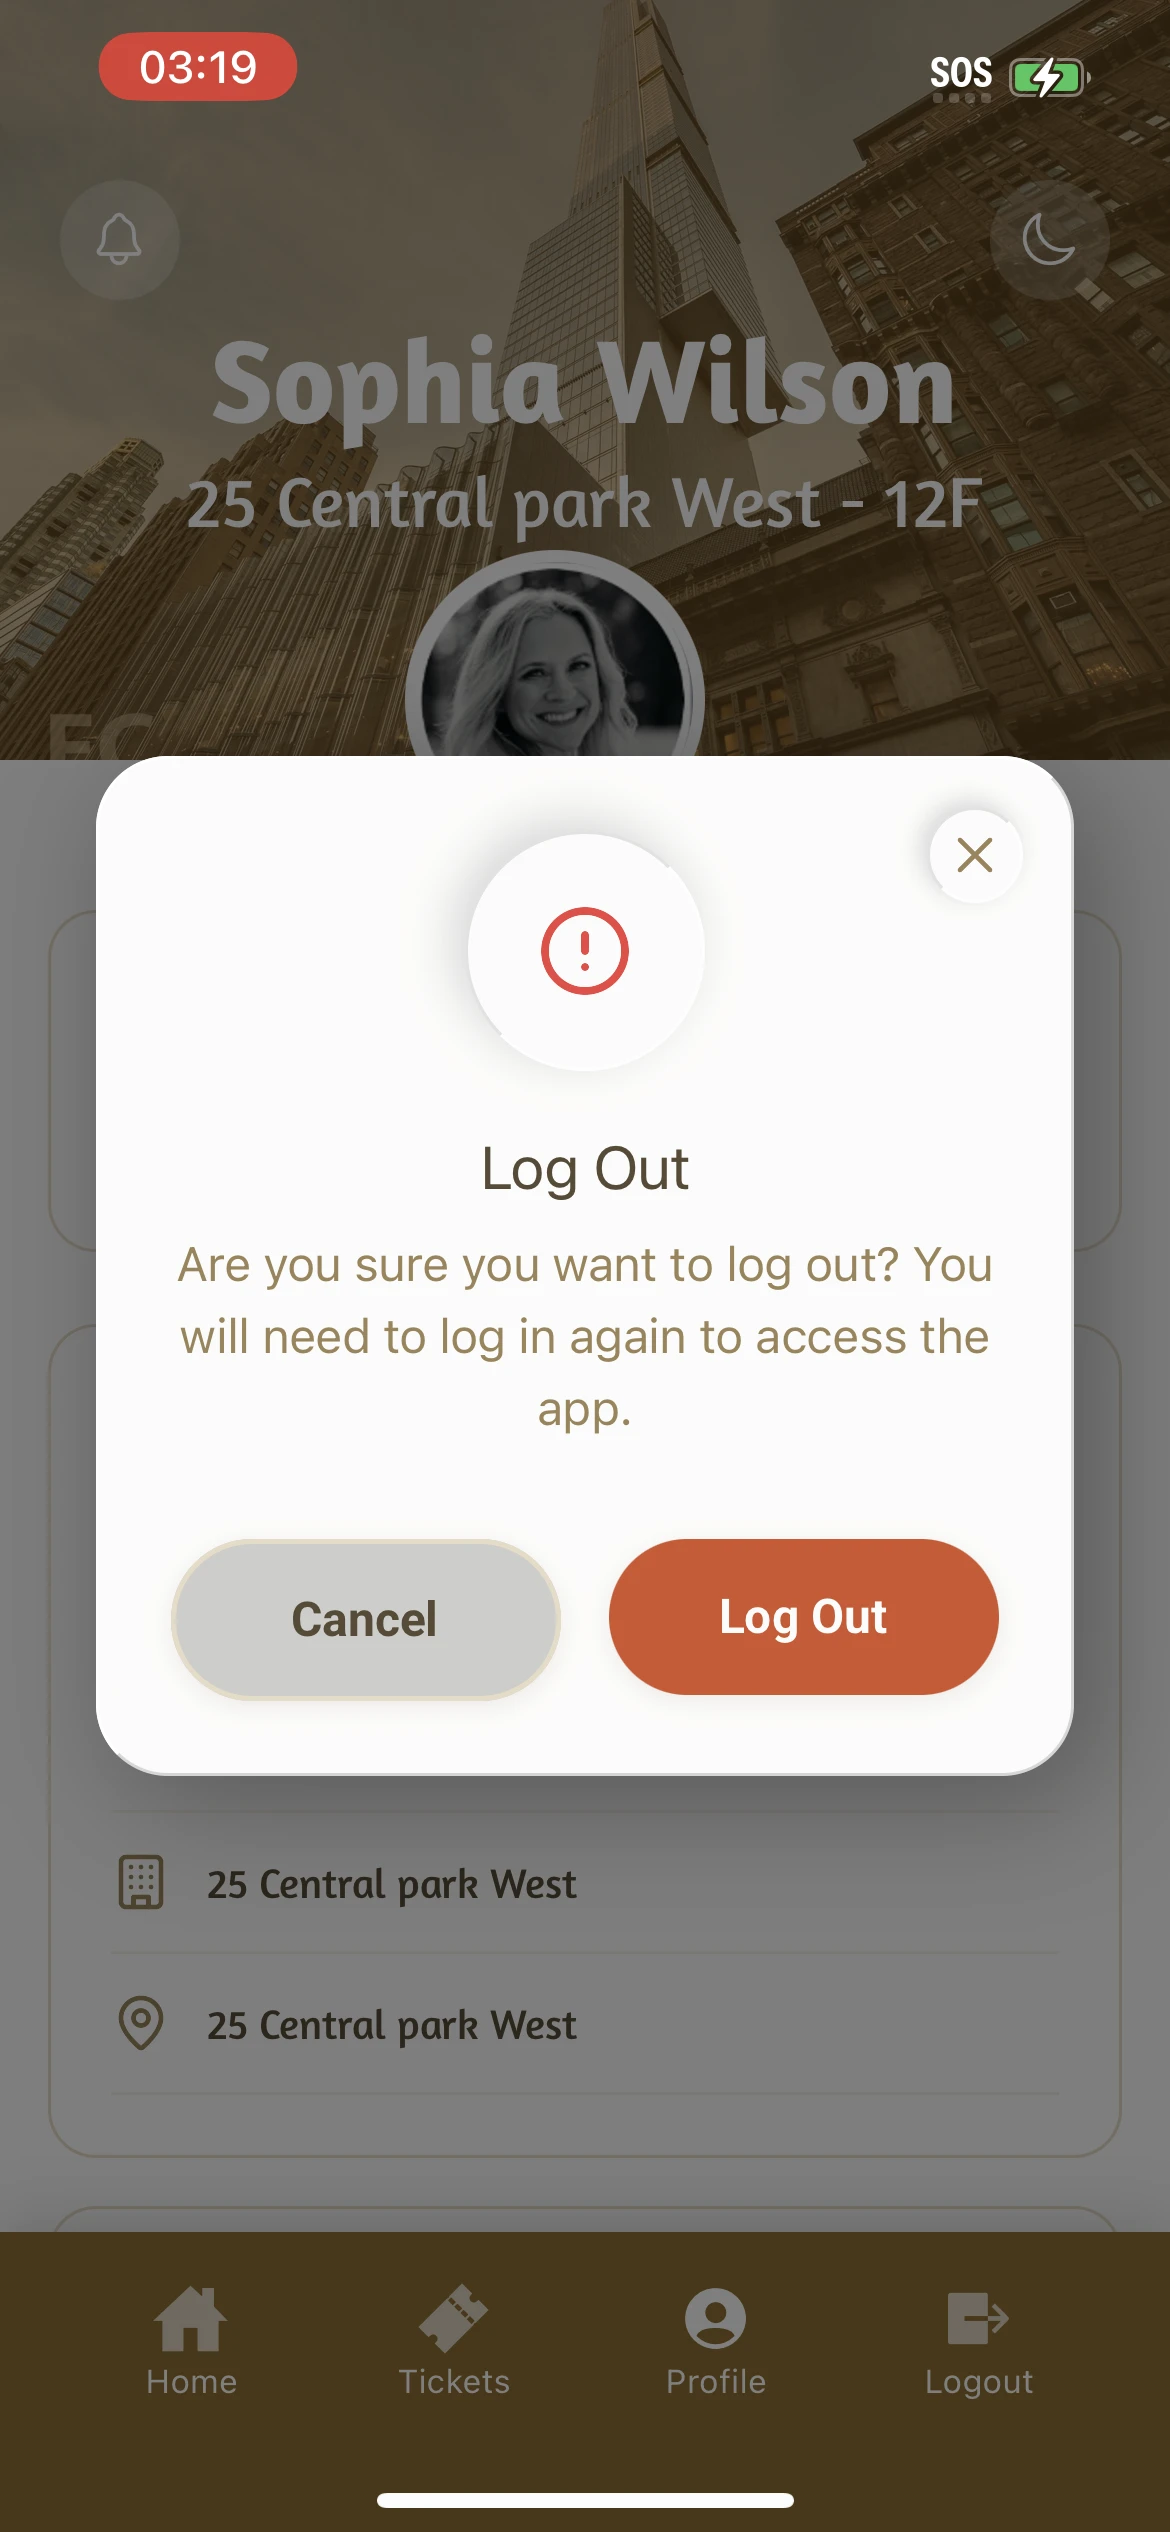 03:19
SOS
Sophia Wilson
25 Central park West - 12F
Log Out
Are you sure you want to log out? You
will need to log in again to access the
app.
Cancel
Log Out
25 Central park West
25 Central park West
Home
Tickets
Profile
Logout